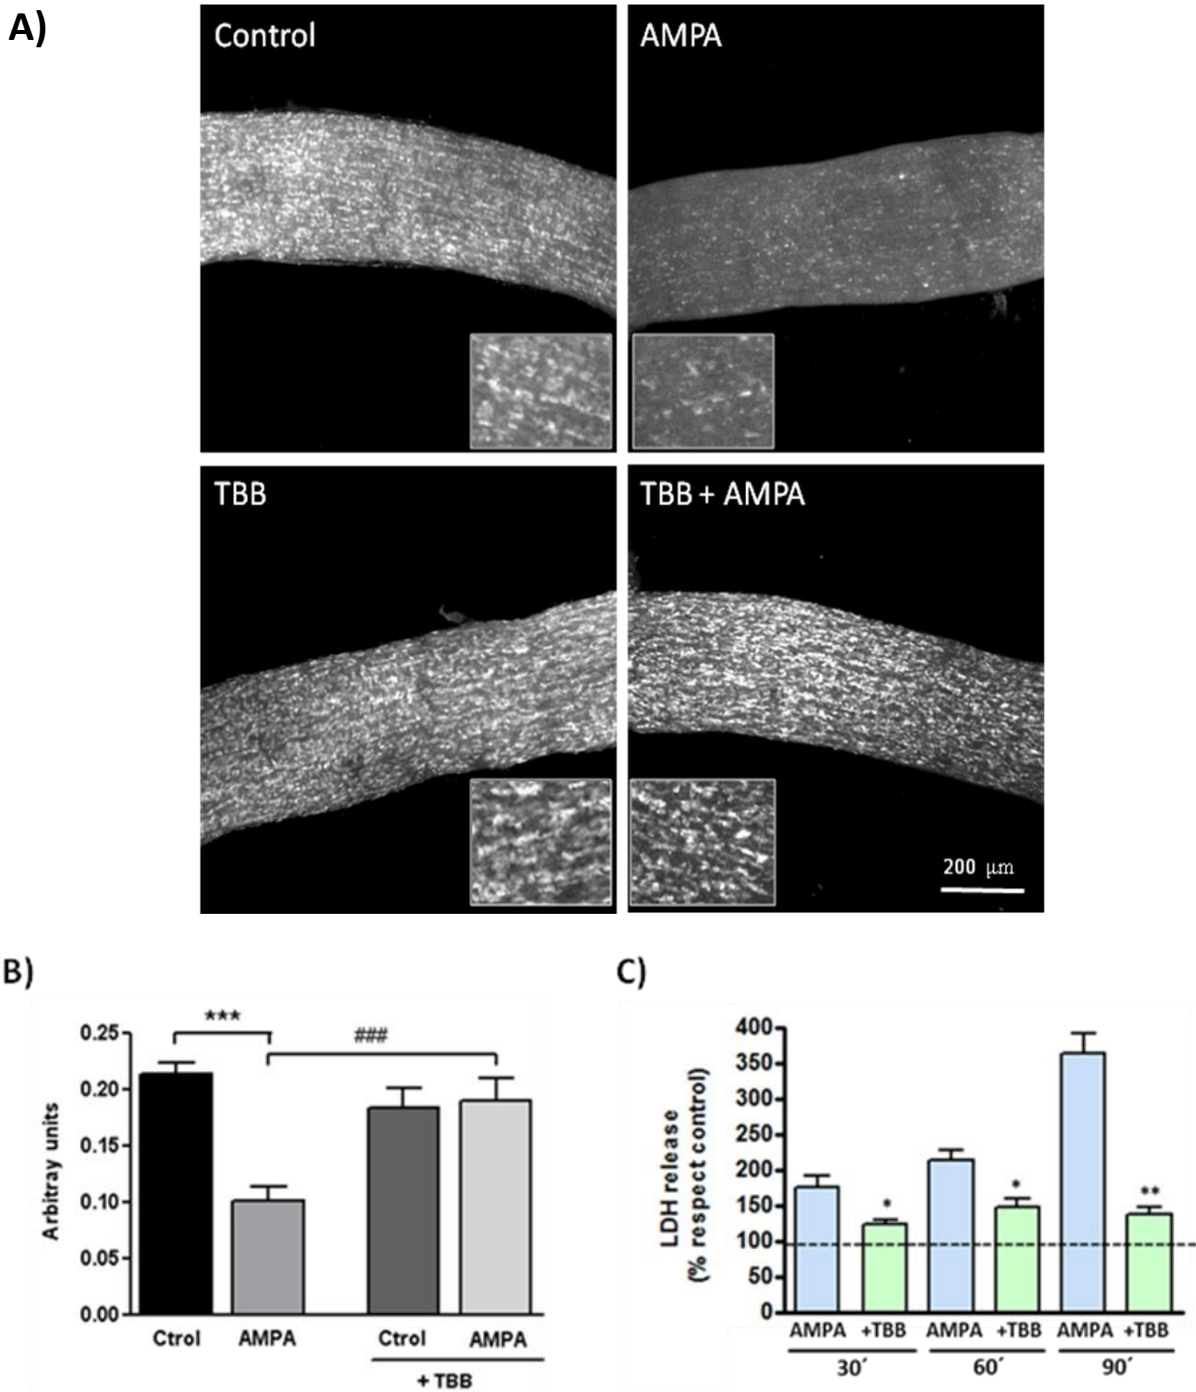 A)
Control
AMPA
TBB
TBB + AMPA
200 μm
B)
***
###
Arbitray units
0.25
0.20
0.15
0.10
0.05
0.00
Ctrol AMPA Ctrol AMPA
+ TBB
C)
LDH release
(% respect control)
400
350
300
250
200
150
100
50
0
*
*
**
AMPA +TBB AMPA +TBB AMPA +TBB
30´ 60´ 90´